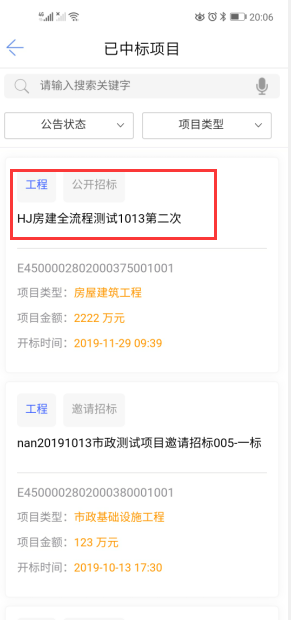 20:06
已中标项目
请输入搜索关键字
公告状态 项目类型
工程 公开招标
HJ房建全流程测试1013第二次
E4500002802000375001001
项目类型：房屋建筑工程
项目金额：2222 万元
开标时间：2019-11-29 09:39
工程 邀请招标
nan20191013市政测试项目邀请招标005-一标
E4500002802000380001001
项目类型：市政基础设施工程
项目金额：123 万元
开标时间：2019-10-13 17:30